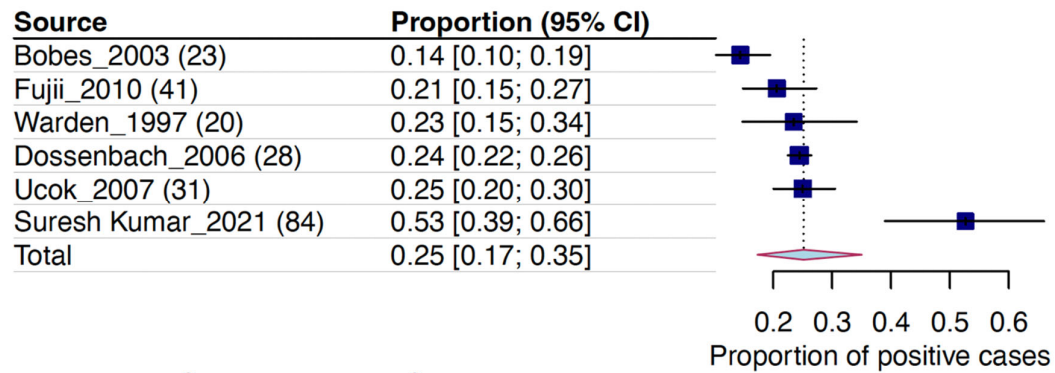 Source Proportion (95% CI)
Bobes_2003 (23) 0.14 [0.10; 0.19]
Fujii_2010 (41) 0.21 [0.15; 0.27]
Warden_1997 (20) 0.23 [0.15; 0.34]
Dossenbach_2006 (28) 0.24 [0.22; 0.26]
Ucok_2007 (31) 0.25 [0.20; 0.30]
Suresh Kumar_2021 (84) 0.53 [0.39; 0.66]
Total 0.25 [0.17; 0.35]
0.2 0.3 0.4 0.5 0.6
Proportion of positive cases